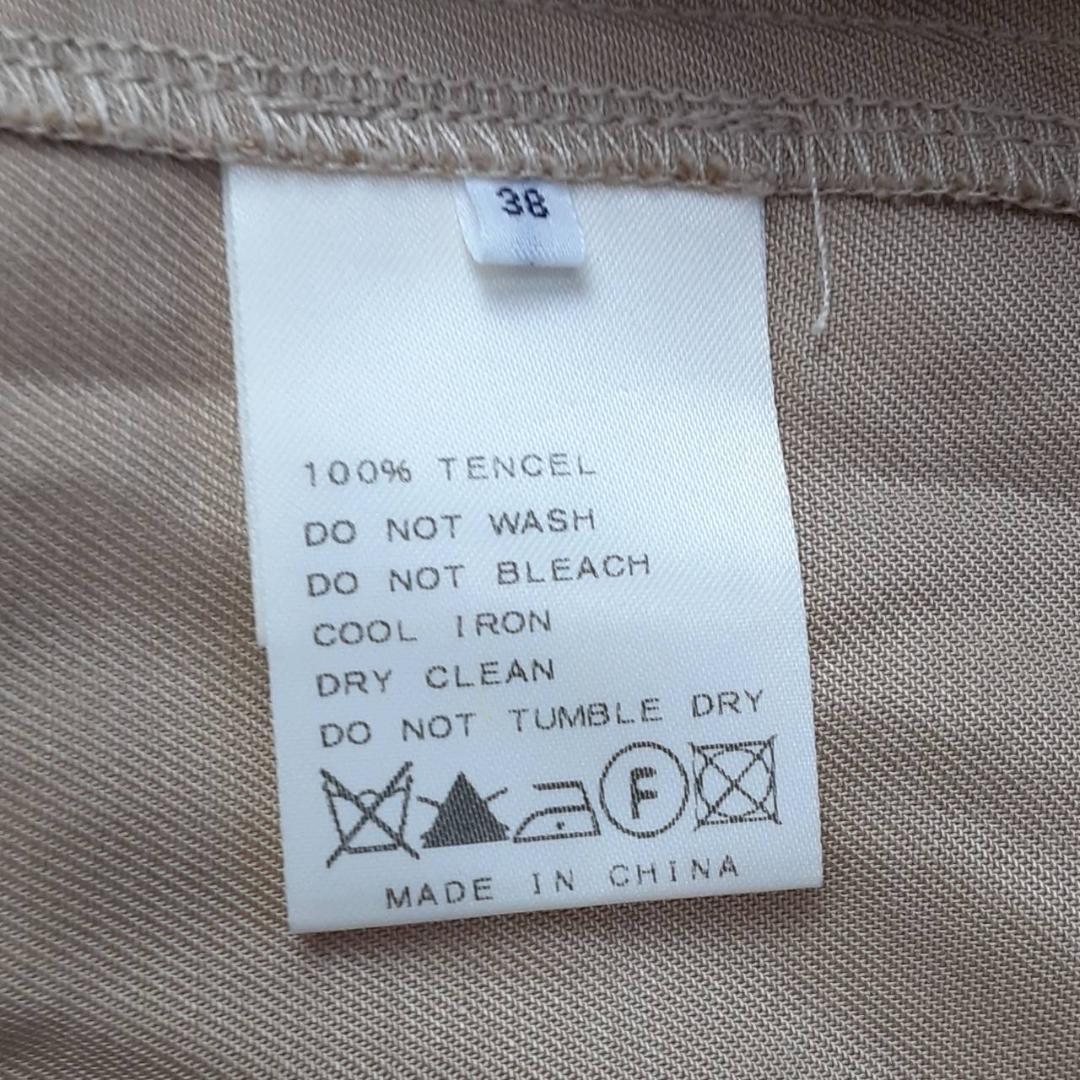 38
100% TENCEL
DO NOT WASH
DO NOT BLEACH
COOL IRON
DRY CLEAN
DO NOT TUMBLE DRY
F
MADE IN CHINA